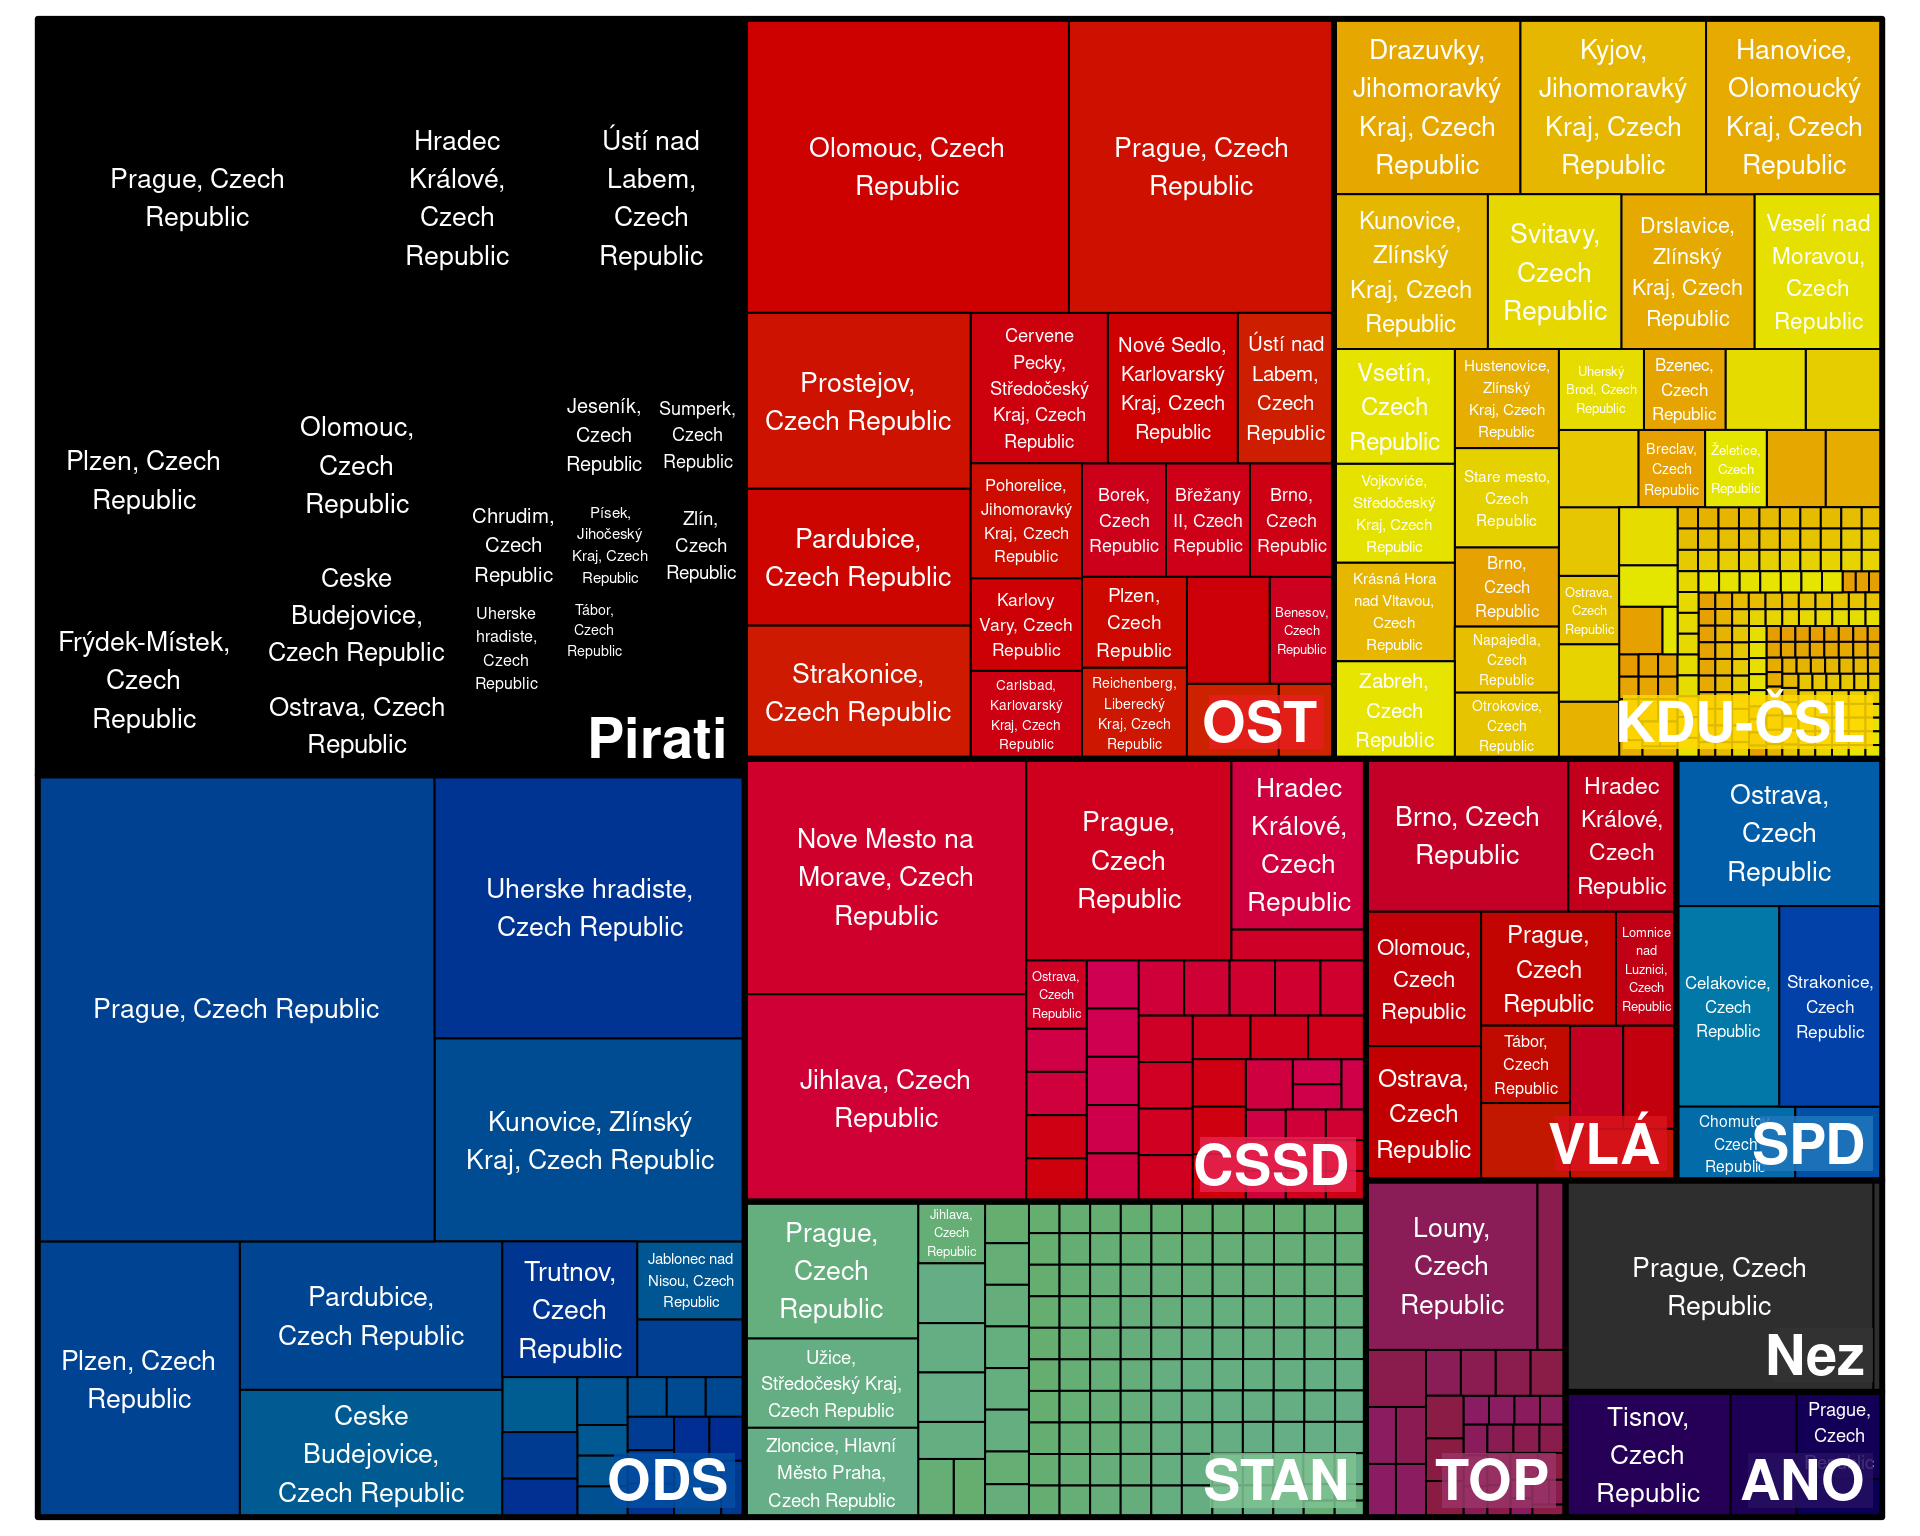 Prague, Czech
Republic
Hradec
Králové,
Czech
Republic
Ústí nad
Labem,
Czech
Republic
Plzen, Czech
Republic
Olomouc,
Czech
Republic
Jeseník,
Czech
Republic
Sumperk,
Czech
Republic
Chrudim,
Czech
Republic
Písek,
Jihočeský
Kraj, Czech
Republic
Zlín,
Czech
Republic
Frýdek-Místek,
Czech
Republic
Ceske
Budejovice,
Czech Republic
Uherske
hradiste,
Czech
Republic
Tábor,
Czech
Republic
Ostrava, Czech
Republic
Pirati
Olomouc, Czech
Republic
Prague, Czech
Republic
Prostejov,
Czech Republic
Cervene
Pecky,
Středočeský
Kraj, Czech
Republic
Nové Sedlo,
Karlovarský
Kraj, Czech
Republic
Ústí nad
Labem,
Czech
Republic
Pardubice,
Czech Republic
Pohorelice,
Jihomoravký
Kraj, Czech
Republic
Borek,
Czech
Republic
Břežany
II, Czech
Republic
Brno,
Czech
Republic
Strakonice,
Czech Republic
Karlovy
Vary, Czech
Republic
Plzen,
Czech
Republic
Benesov,
Czech
Republic
Carlsbad,
Karlovarský
Kraj, Czech
Republic
Reichenberg,
Liberecký
Kraj, Czech
Republic
OST
Drazuvky,
Jihomoravký
Kraj, Czech
Republic
Kyjov,
Jihomoravký
Kraj, Czech
Republic
Hanovice,
Olomoucký
Kraj, Czech
Republic
Kunovice,
Zlínský
Kraj, Czech
Republic
Svitavy,
Czech
Republic
Drslavice,
Zlínský
Kraj, Czech
Republic
Veselí nad
Moravou,
Czech
Republic
Vsetín,
Czech
Republic
Hustenovice,
Zlínský
Kraj, Czech
Republic
Uherský
Brod, Czech
Republic
Bzenec,
Czech
Republic
Vojkoviće,
Středočeský
Kraj, Czech
Republic
Stare mesto,
Czech
Republic
Breclav,
Czech
Republic
Želetice,
Czech
Republic
Krásná Hora
nad Vltavou,
Czech
Republic
Brno,
Czech
Republic
Ostrava,
Czech
Republic
Napajedla,
Czech
Republic
Zabreh,
Czech
Republic
Otrokovice,
Czech
Republic
KDU-ČSL
Prague, Czech Republic
Uherske hradiste,
Czech Republic
Kunovice, Zlínský
Kraj, Czech Republic
Plzen, Czech
Republic
Pardubice,
Czech Republic
Trutnov,
Czech
Republic
Jablonec nad
Nisou, Czech
Republic
Ceske
Budejovice,
Czech Republic
ODS
Nove Mesto na
Morave, Czech
Republic
Prague,
Czech
Republic
Hradec
Králové,
Czech
Republic
Jihlava, Czech
Republic
Ostrava,
Czech
Republic
CSSD
Brno, Czech
Republic
Hradec
Králové,
Czech
Republic
Olomouc,
Czech
Republic
Prague,
Czech
Republic
Lomnice
nad
Luznici,
Czech
Republic
Ostrava,
Czech
Republic
Tábor,
Czech
Republic
VLÁ
Ostrava,
Czech
Republic
Celakovice,
Czech
Republic
Strakonice,
Czech
Republic
Chomutov,
Czech
Republic
SPD
Prague,
Czech
Republic
Jihlava,
Czech
Republic
Užice,
Středočeský Kraj,
Czech Republic
Zloncice, Hlavní
Město Praha,
Czech Republic
STAN
Louny,
Czech
Republic
TOP
Prague, Czech
Republic
Nez
Tisnov,
Czech
Republic
Prague,
Czech
Republic
ANO